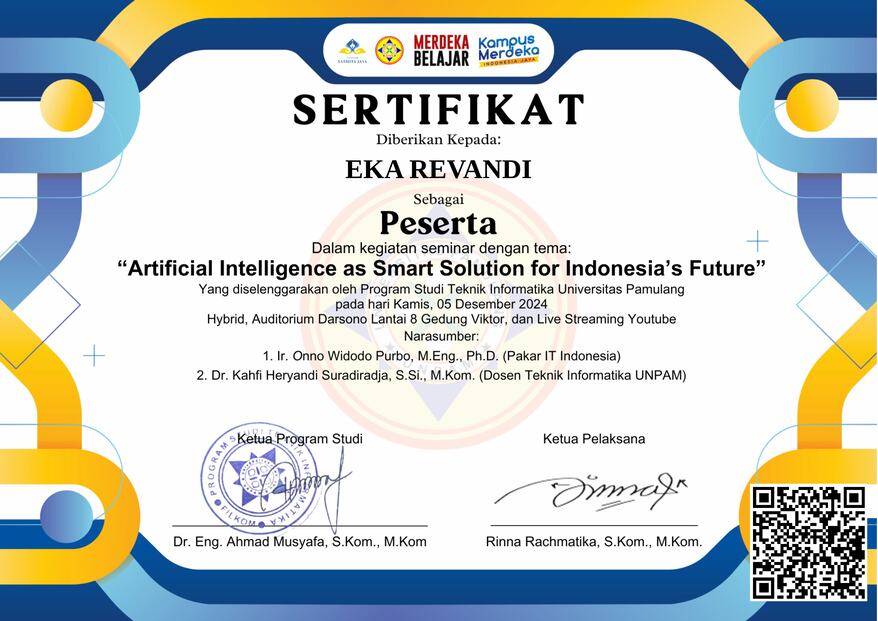 SASMITA JAYA
MERDEKA
BELAJAR
Kampus
Merdeka
INDONESIA JAYA
SERTIFIKAT
Diberikan Kepada:
EKA REVANDI
Sebagai
Peserta
Dalam kegiatan seminar dengan tema:
“Artificial Intelligence as Smart Solution for Indonesia’s Future”
Yang diselenggarakan oleh Program Studi Teknik Informatika Universitas Pamulang
pada hari Kamis, 05 Desember 2024
Hybrid, Auditorium Darsono Lantai 8 Gedung Viktor, dan Live Streaming Youtube
Narasumber:
1. Ir. Onno Widodo Purbo, M.Eng., Ph.D. (Pakar IT Indonesia)
2. Dr. Kahfi Heryandi Suradiradja, S.Si., M.Kom. (Dosen Teknik Informatika UNPAM)
UNPAM
Ketua Program Studi
Ketua Pelaksana
PROGRAM STUDI TEKNIK INFORMATIKA
FILKOM
Dr. Eng. Ahmad Musyafa, S.Kom., M.Kom
Rinna Rachmatika, S.Kom., M.Kom.